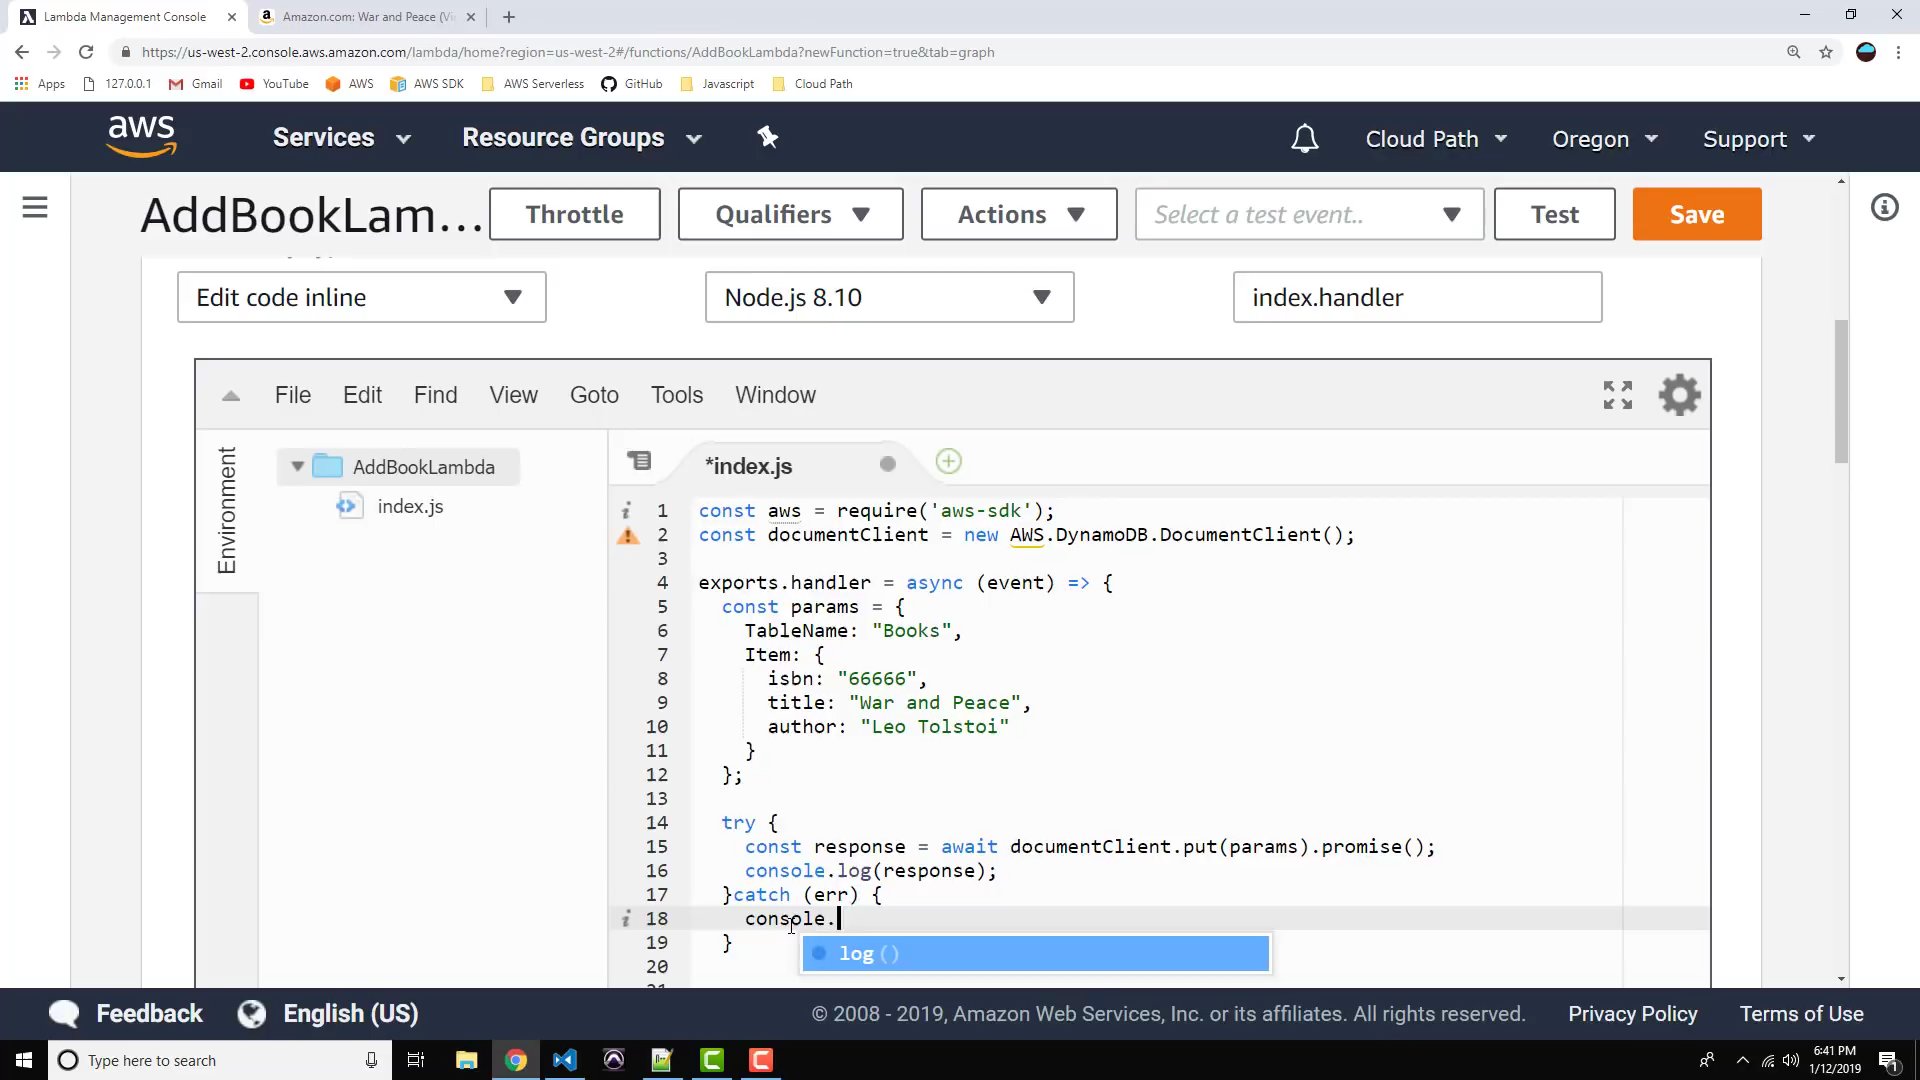 Lambda Management Console
Amazon.com: War and Peace (Vi
https://us-west-2.console.aws.amazon.com/lambda/home?region=us-west-2#/functions/AddBookLambda?newFunction=true&tab=graph
Apps 127.0.0.1 Gmail YouTube AWS AWS SDK AWS Serverless GitHub Javascript Cloud Path
aws Services Resource Groups Cloud Path Oregon Support
AddBookLam... Throttle Qualifiers Actions Select a test event.. Test Save
Edit code inline Node.js 8.10 index.handler
File Edit Find View Goto Tools Window
Environment
AddBookLambda
index.js
*index.js
1 const aws = require('aws-sdk');
2 const documentClient = new AWS.DynamoDB.DocumentClient();
3
4 exports.handler = async (event) => {
5 const params = {
6 TableName: "Books",
7 Item: {
8 isbn: "66666",
9 title: "War and Peace",
10 author: "Leo Tolstoi"
11 }
12 };
13
14 try {
15 const response = await documentClient.put(params).promise();
16 console.log(response);
17 }catch (err) {
18 console.
19 }
20
log()
Feedback English (US) © 2008 - 2019, Amazon Web Services, Inc. or its affiliates. All rights reserved. Privacy Policy Terms of Use
Type here to search
6:41 PM
1/12/2019
1